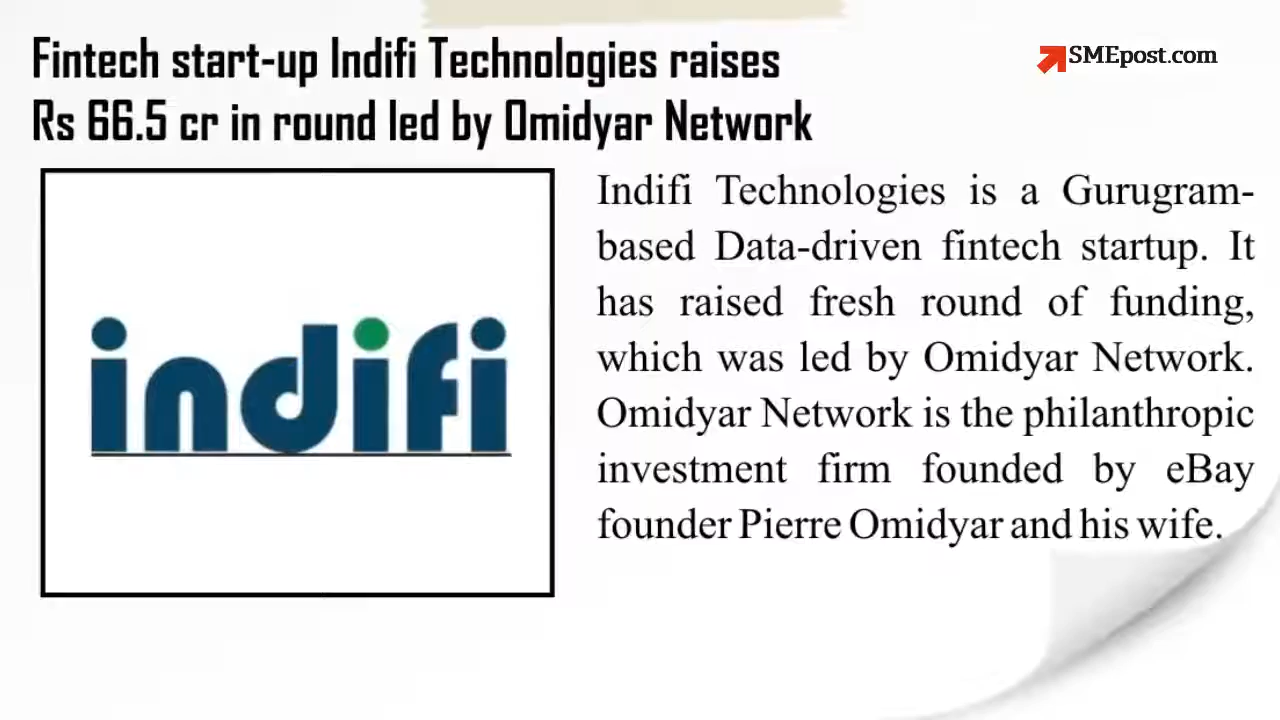 Fintech start-up Indifi Technologies raises
Rs 66.5 cr in round led by Omidyar Network
SMEpost.com
indifi
Indifi Technologies is a Gurugram-
based Data-driven fintech startup. It
has raised fresh round of funding,
which was led by Omidyar Network.
Omidyar Network is the philanthropic
investment firm founded by eBay
founder Pierre Omidyar and his wife.